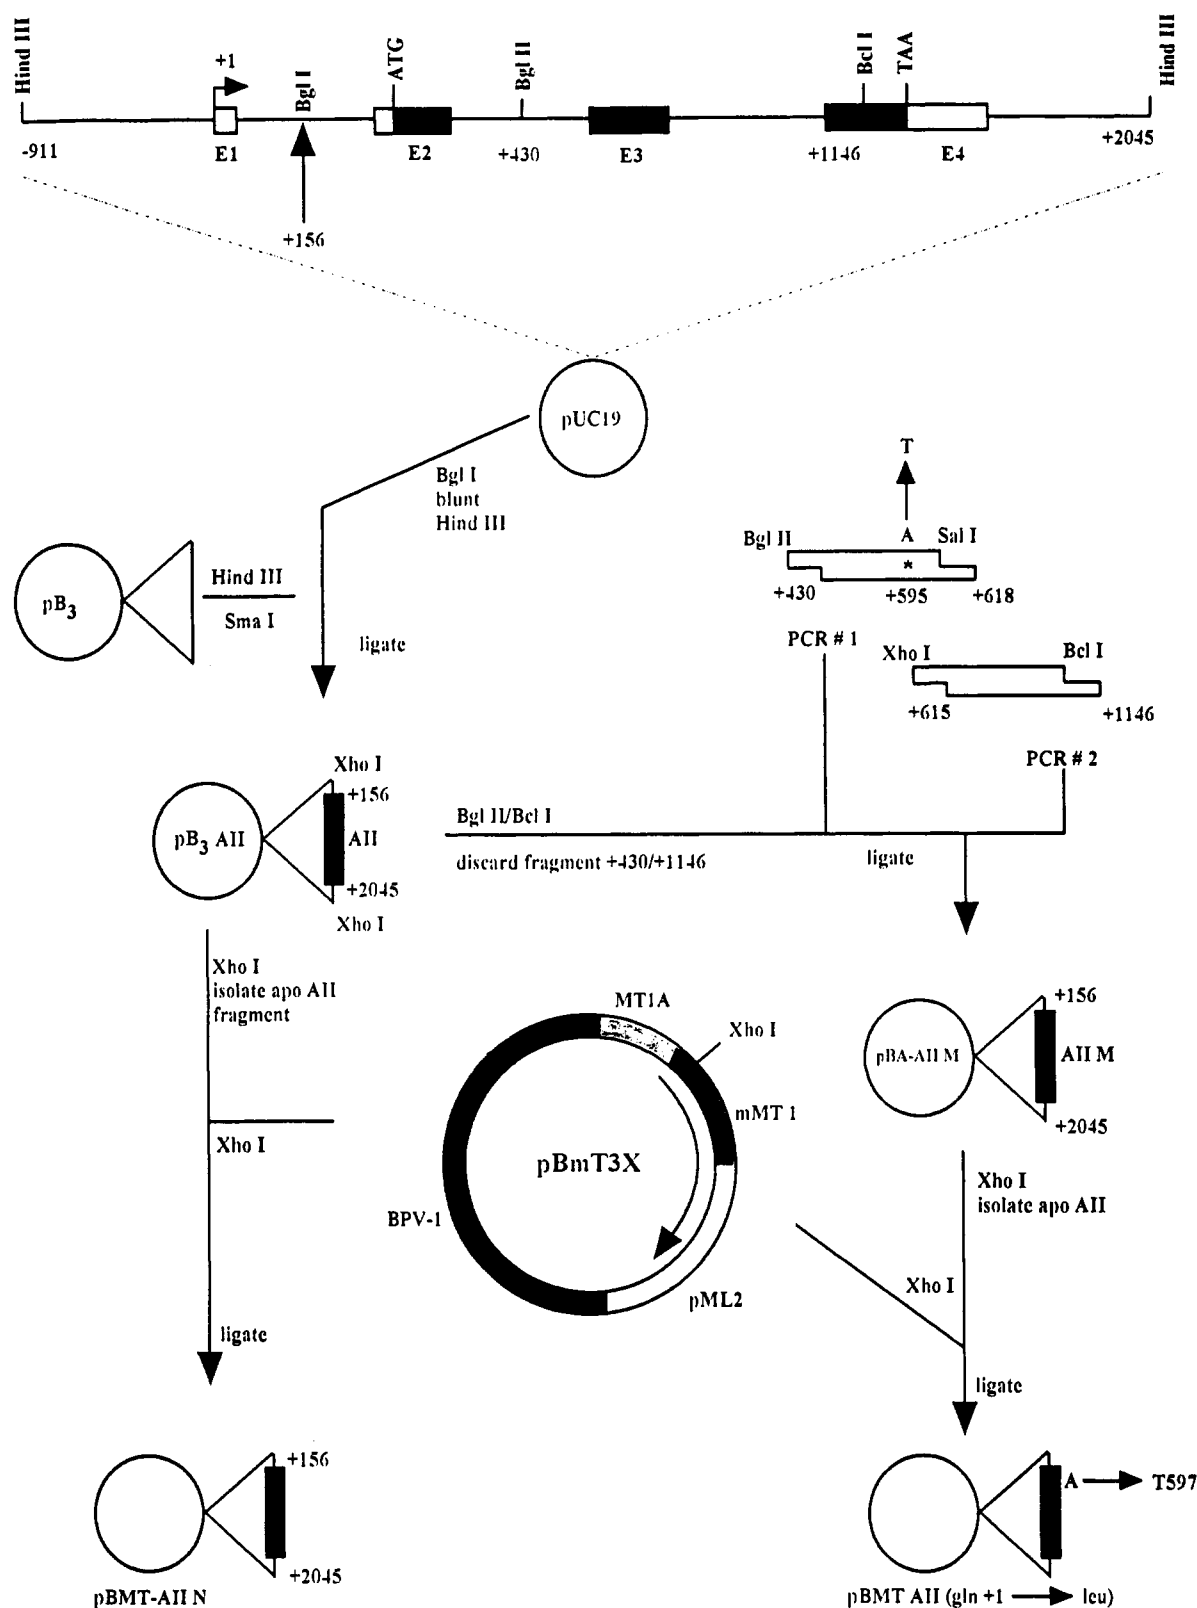 Hind III
+1
Bgl I
ATG
Bgl II
Bcl I
TAA
Hind III
-911
E1
E2
+430
E3
+1146
E4
+2045
+156
pUC19
Bgl I
blunt
Hind III
pB3
Hind III
Sma I
ligate
T
Bgl II
A
Sal I
*
+430
+595
+618
PCR # 1
Xho I
Bcl I
+615
+1146
PCR # 2
Xho I
+156
pB3 AII
AII
+2045
Xho I
Bgl II/Bcl I
discard fragment +430/+1146
ligate
Xho I
isolate apo AII
fragment
Xho I
ligate
MT1A
Xho I
mMT 1
pBmT3X
BPV-1
pML2
+156
pBA-AII M
AII M
+2045
Xho I
isolate apo AII
Xho I
ligate
+156
+2045
pBMT-AII N
A
T597
pBMT AII (gln +1 leu)